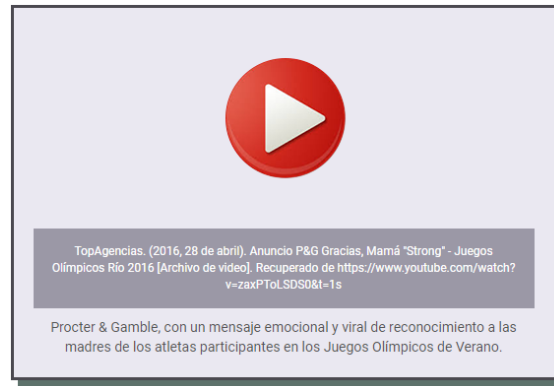 TopAgencias. (2016, 28 de abril). Anuncio P&G Gracias, Mamá "Strong" - Juegos
Olímpicos Río 2016 [Archivo de video]. Recuperado de https://www.youtube.com/watch?
v=zaxPToLSDS0&t=1s
Procter & Gamble, con un mensaje emocional y viral de reconocimiento a las
madres de los atletas participantes en los Juegos Olímpicos de Verano.